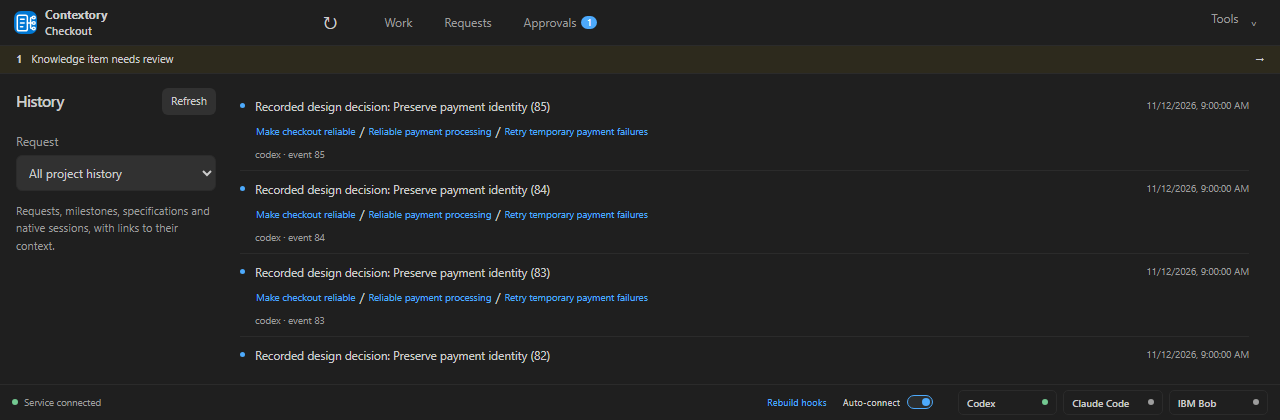 Contextory
Checkout
↻
Work
Requests
Approvals 1
Tools
1 Knowledge item needs review →
History
Refresh
Request
All project history
Requests, milestones, specifications and
native sessions, with links to their
context.
Recorded design decision: Preserve payment identity (85) 11/12/2026, 9:00:00 AM
Make checkout reliable / Reliable payment processing / Retry temporary payment failures
codex · event 85
Recorded design decision: Preserve payment identity (84) 11/12/2026, 9:00:00 AM
Make checkout reliable / Reliable payment processing / Retry temporary payment failures
codex · event 84
Recorded design decision: Preserve payment identity (83) 11/12/2026, 9:00:00 AM
Make checkout reliable / Reliable payment processing / Retry temporary payment failures
codex · event 83
Recorded design decision: Preserve payment identity (82) 11/12/2026, 9:00:00 AM
Service connected
Rebuild hooks
Auto-connect
Codex
Claude Code
IBM Bob